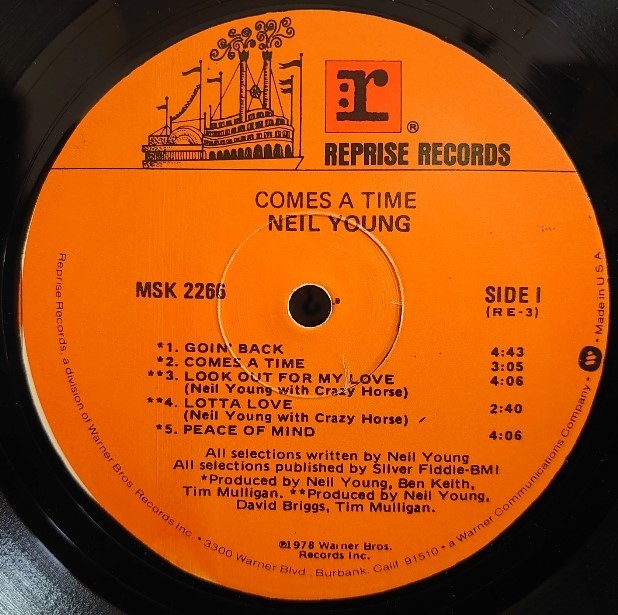 r
®
REPRISE RECORDS
COMES A TIME
NEIL YOUNG
MSK 2266
SIDE 1
(RE-3)
*1. GOIN' BACK 4:43
*2. COMES A TIME 3:05
**3. LOOK OUT FOR MY LOVE 4:06
(Neil Young with Crazy Horse)
**4. LOTTA LOVE 2:40
(Neil Young with Crazy Horse)
*5. PEACE OF MIND 4:06
All selections written by Neil Young
All selections published by Silver Fiddle-BMI
*Produced by Neil Young, Ben Keith,
Tim Mulligan. **Produced by Neil Young,
David Briggs, Tim Mulligan.
℗1978 Warner Bros.
Records Inc.
Reprise Records, a division of Warner Bros. Records Inc. • 3300 Warner Blvd., Burbank, Calif. 91510 • a Warner Communications Company • Made in U.S.A.